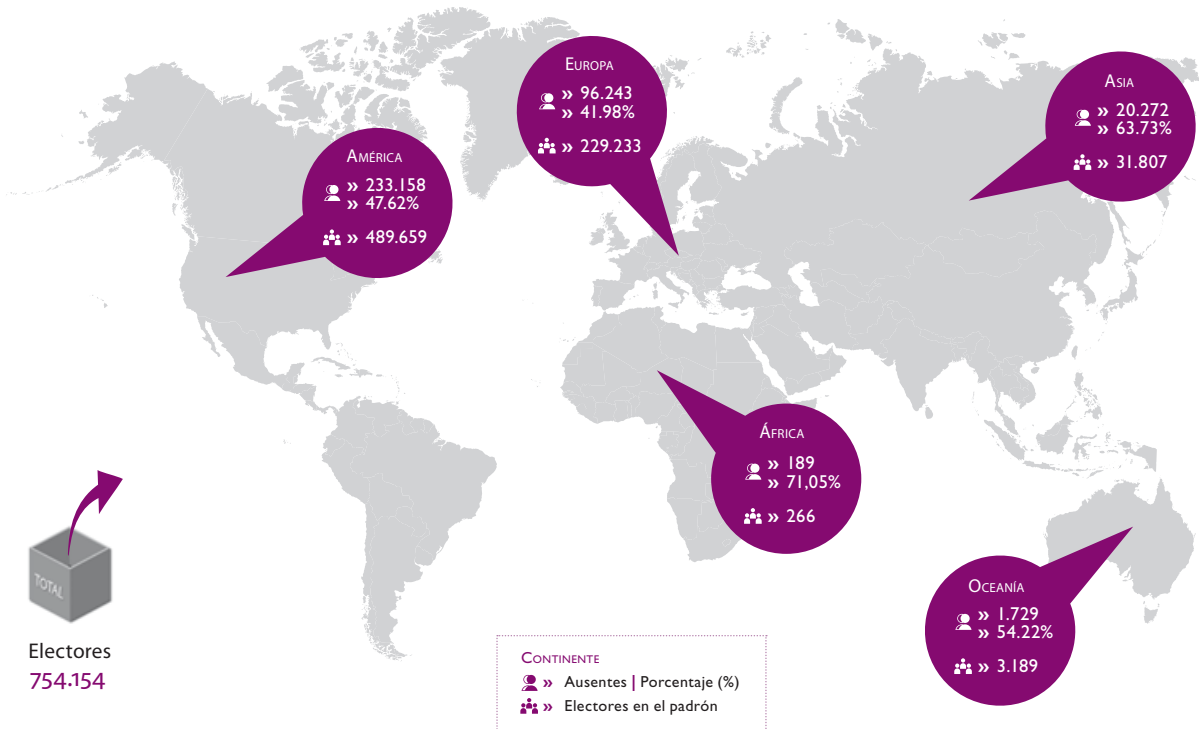 EUROPA
» 96.243
» 41.98%
» 229.233
ASIA
» 20.272
» 63.73%
» 31.807
AMÉRICA
» 233.158
» 47.62%
» 489.659
ÁFRICA
» 189
» 71,05%
» 266
OCEANÍA
» 1.729
» 54.22%
» 3.189
TOTAL
Electores
754.154
CONTINENTE
» Ausentes | Porcentaje (%)
» Electores en el padrón